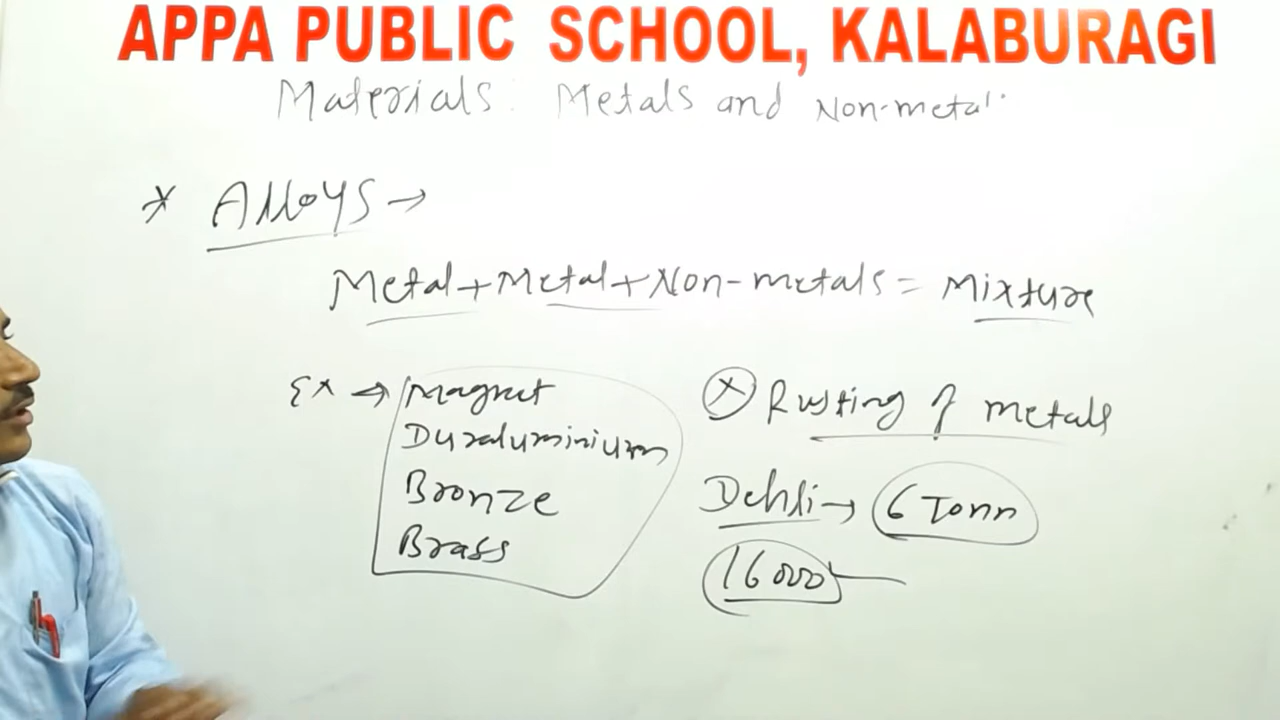 APPA PUBLIC SCHOOL, KALABURAGI
Materials: Metals and Non-metal
* Alloys →
Metal + Metal + Non-metals = Mixture
Ex → Magnet
Duraluminium
Bronze
Brass
* Rusting of metals
Dehli → 6 Tonn
16000